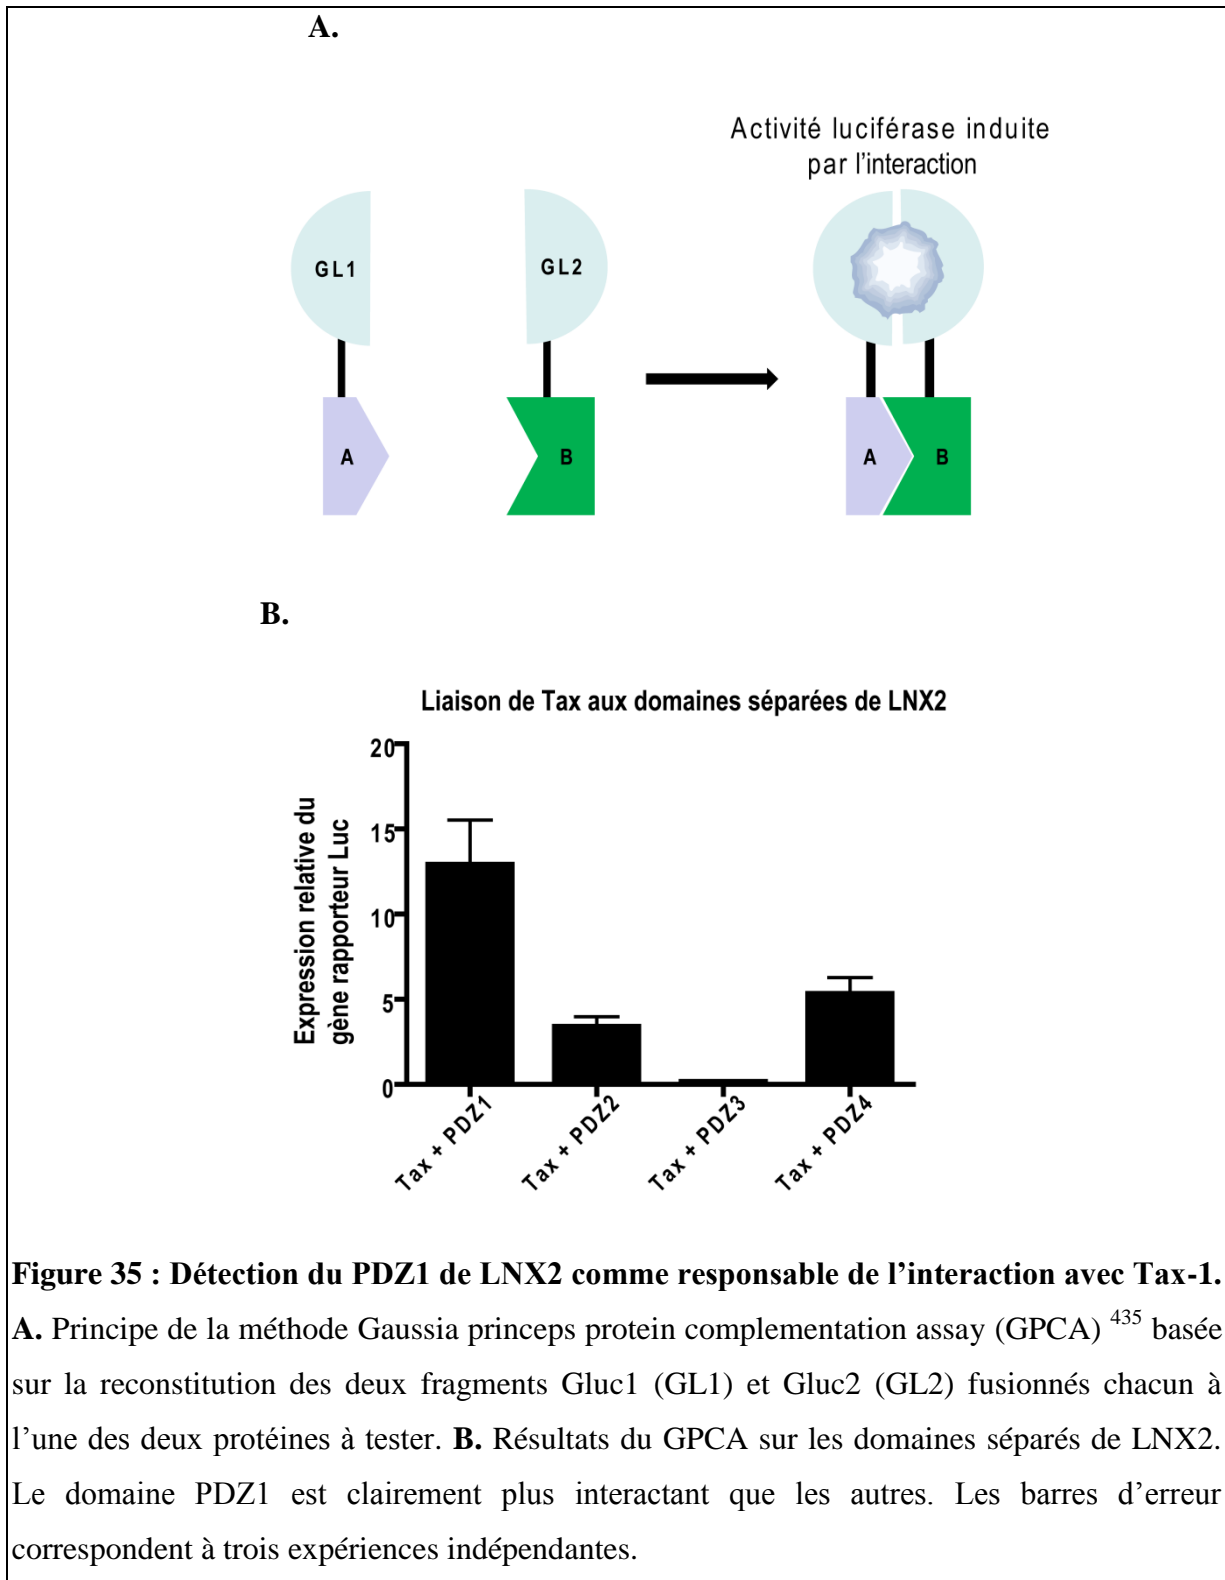 A.
Activité luciférase induite
par l'interaction
GL1
GL2
A
B
A
B
B.
Liaison de Tax aux domaines séparées de LNX2
Expression relative du
gène rapporteur Luc
20
15
10
5
0
Tax + PDZ1
Tax + PDZ2
Tax + PDZ3
Tax + PDZ4
Figure 35 : Détection du PDZ1 de LNX2 comme responsable de l'interaction avec Tax-1.
A. Principe de la méthode Gaussia princeps protein complementation assay (GPCA) 435 basée
sur la reconstitution des deux fragments Gluc1 (GL1) et Gluc2 (GL2) fusionnés chacun à
l'une des deux protéines à tester. B. Résultats du GPCA sur les domaines séparés de LNX2.
Le domaine PDZ1 est clairement plus interactant que les autres. Les barres d'erreur
correspondent à trois expériences indépendantes.